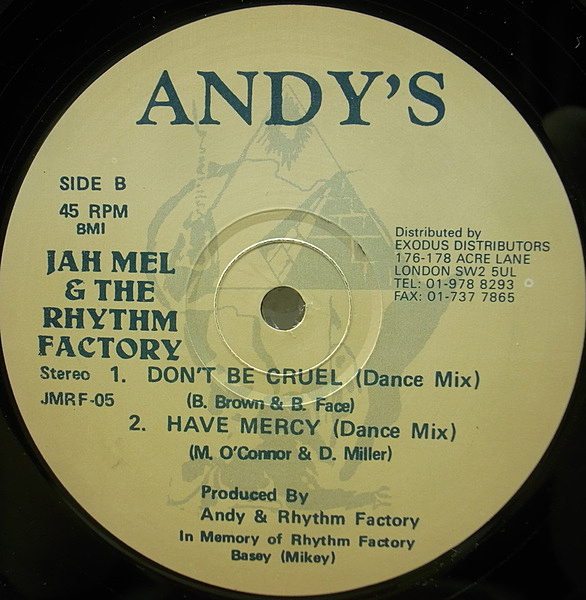 ANDY'S
SIDE B
45 RPM
BMI
JAH MEL
& THE
RHYTHM
FACTORY
Distributed by
EXODUS DISTRIBUTORS
176-178 ACRE LANE
LONDON SW2 5UL
TEL: 01-978 8293
FAX: 01-737 7865
Stereo 1. DON'T BE CRUEL (Dance Mix)
JMRF-05 (B. Brown & B. Face)
2. HAVE MERCY (Dance Mix)
(M. O'Connor & D. Miller)
Produced By
Andy & Rhythm Factory
In Memory of Rhythm Factory
Basey (Mikey)